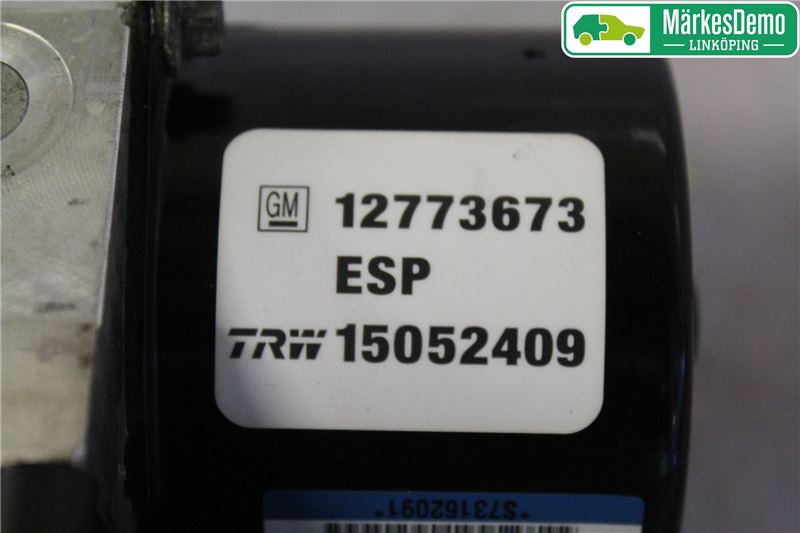 MärkesDemo
LINKÖPING
GM 12773673
ESP
TRW 15052409
*S73162091*